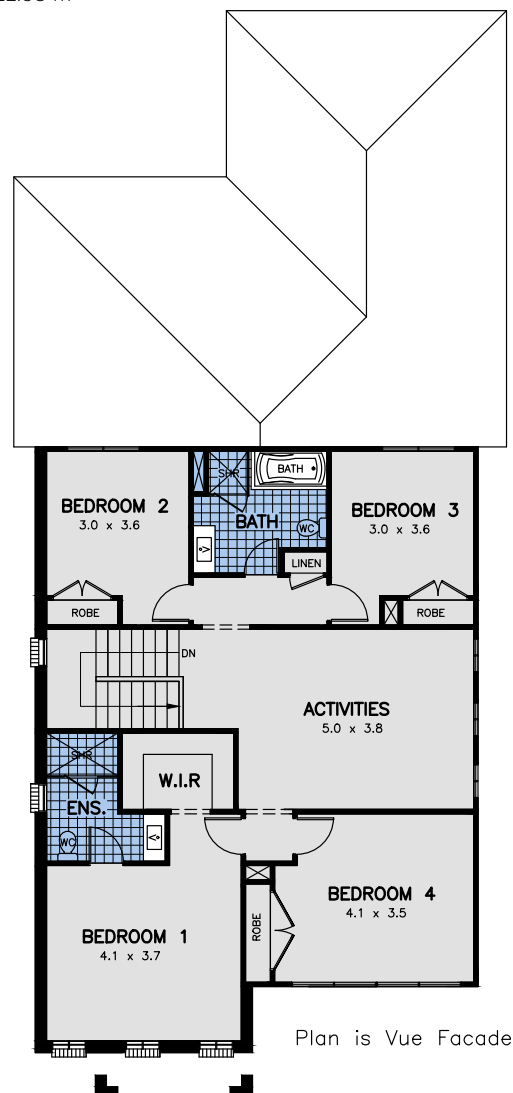 BEDROOM 2
3.0 x 3.6
SHR
BATH
BATH
WC
BEDROOM 3
3.0 x 3.6
LINEN
ROBE
ROBE
DN
ACTIVITIES
5.0 x 3.8
SHR
W.I.R
ENS.
WC
BEDROOM 4
4.1 x 3.5
ROBE
BEDROOM 1
4.1 x 3.7
Plan is Vue Facade